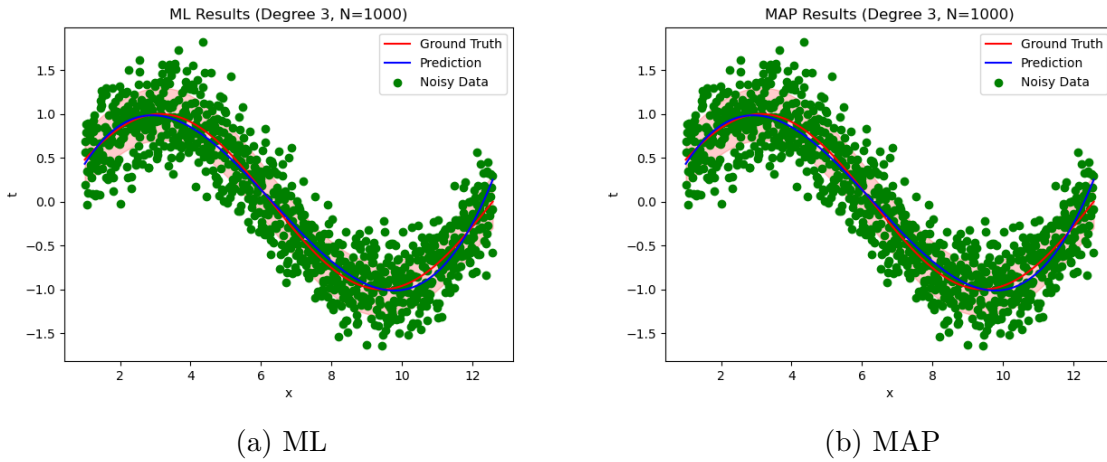 ML Results (Degree 3, N=1000)
Ground Truth
Prediction
Noisy Data
1.5
1.0
0.5
0.0
−0.5
−1.0
−1.5
t
2
4
6
8
10
12
x
(a) ML
MAP Results (Degree 3, N=1000)
Ground Truth
Prediction
Noisy Data
1.5
1.0
0.5
0.0
−0.5
−1.0
−1.5
t
2
4
6
8
10
12
x
(b) MAP